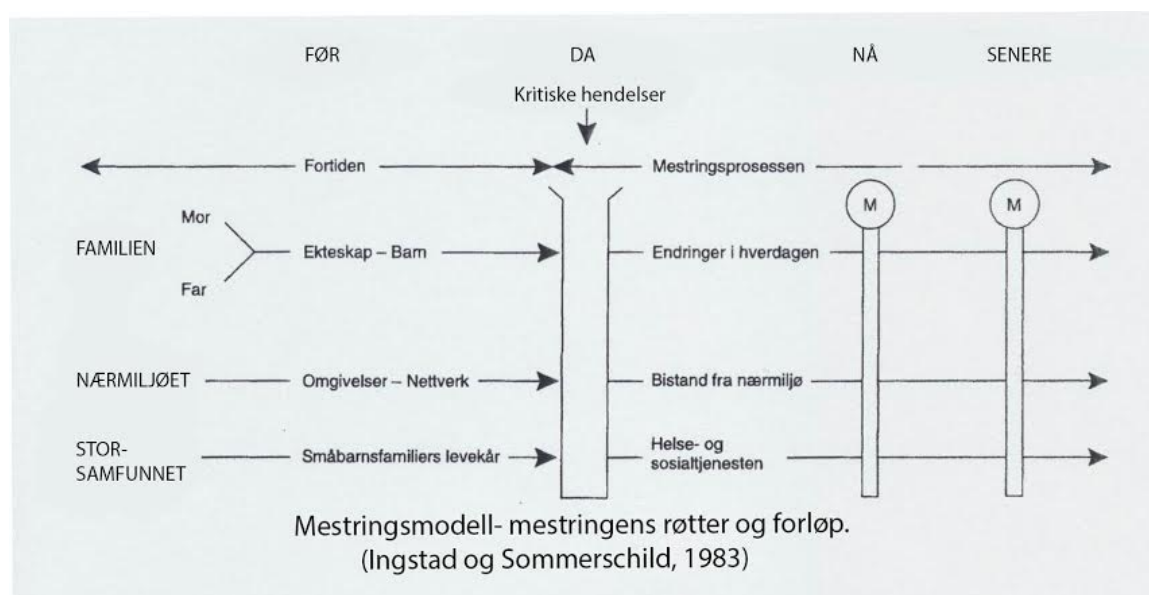 FØR DA NÅ SENERE
Kritiske hendelser
Fortiden Mestringsprosessen
M M
Mor
FAMILIEN Ekteskap – Barn Endringer i hverdagen
Far
NÆRMILJØET Omgivelser – Nettverk Bistand fra nærmiljø
STOR-
SAMFUNNET
Småbarnsfamiliers levekår
Helse- og
sosialtjenesten
Mestringsmodell- mestringens røtter og forløp.
(Ingstad og Sommerschild, 1983)